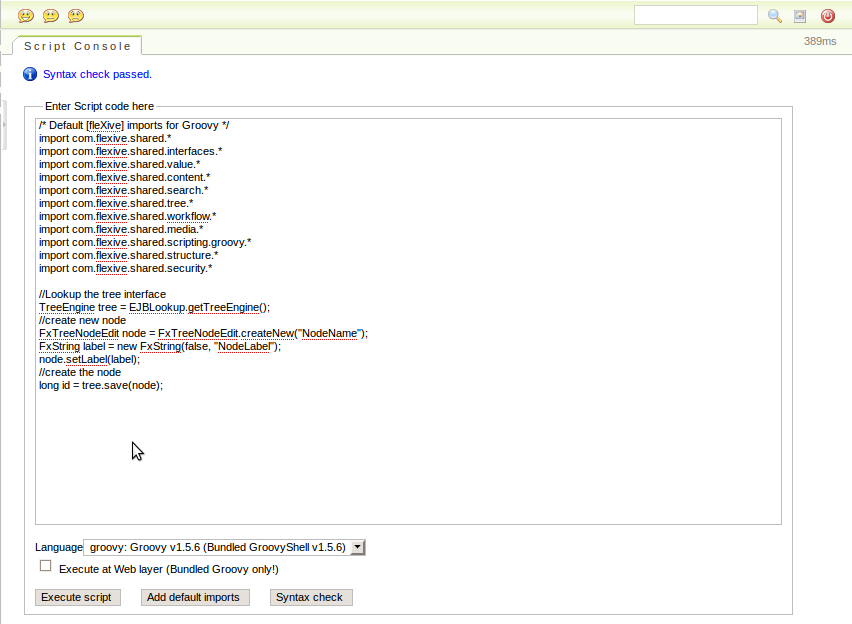 389ms
Script Console
Syntax check passed.
Enter Script code here
/* Default [fleXive] imports for Groovy */
import com.flexive.shared.*
import com.flexive.shared.interfaces.*
import com.flexive.shared.value.*
import com.flexive.shared.content.*
import com.flexive.shared.search.*
import com.flexive.shared.tree.*
import com.flexive.shared.workflow.*
import com.flexive.shared.media.*
import com.flexive.shared.scripting.groovy.*
import com.flexive.shared.structure.*
import com.flexive.shared.security.*
//Lookup the tree interface
TreeEngine tree = EJBLookup.getTreeEngine();
//create new node
FxTreeNodeEdit node = FxTreeNodeEdit.createNew("NodeName");
FxString label = new FxString(false, "NodeLabel");
node.setLabel(label);
//create the node
long id = tree.save(node);
Language groovy: Groovy v1.5.6 (Bundled GroovyShell v1.5.6)
Execute at Web layer (Bundled Groovy only!)
Execute script Add default imports Syntax check